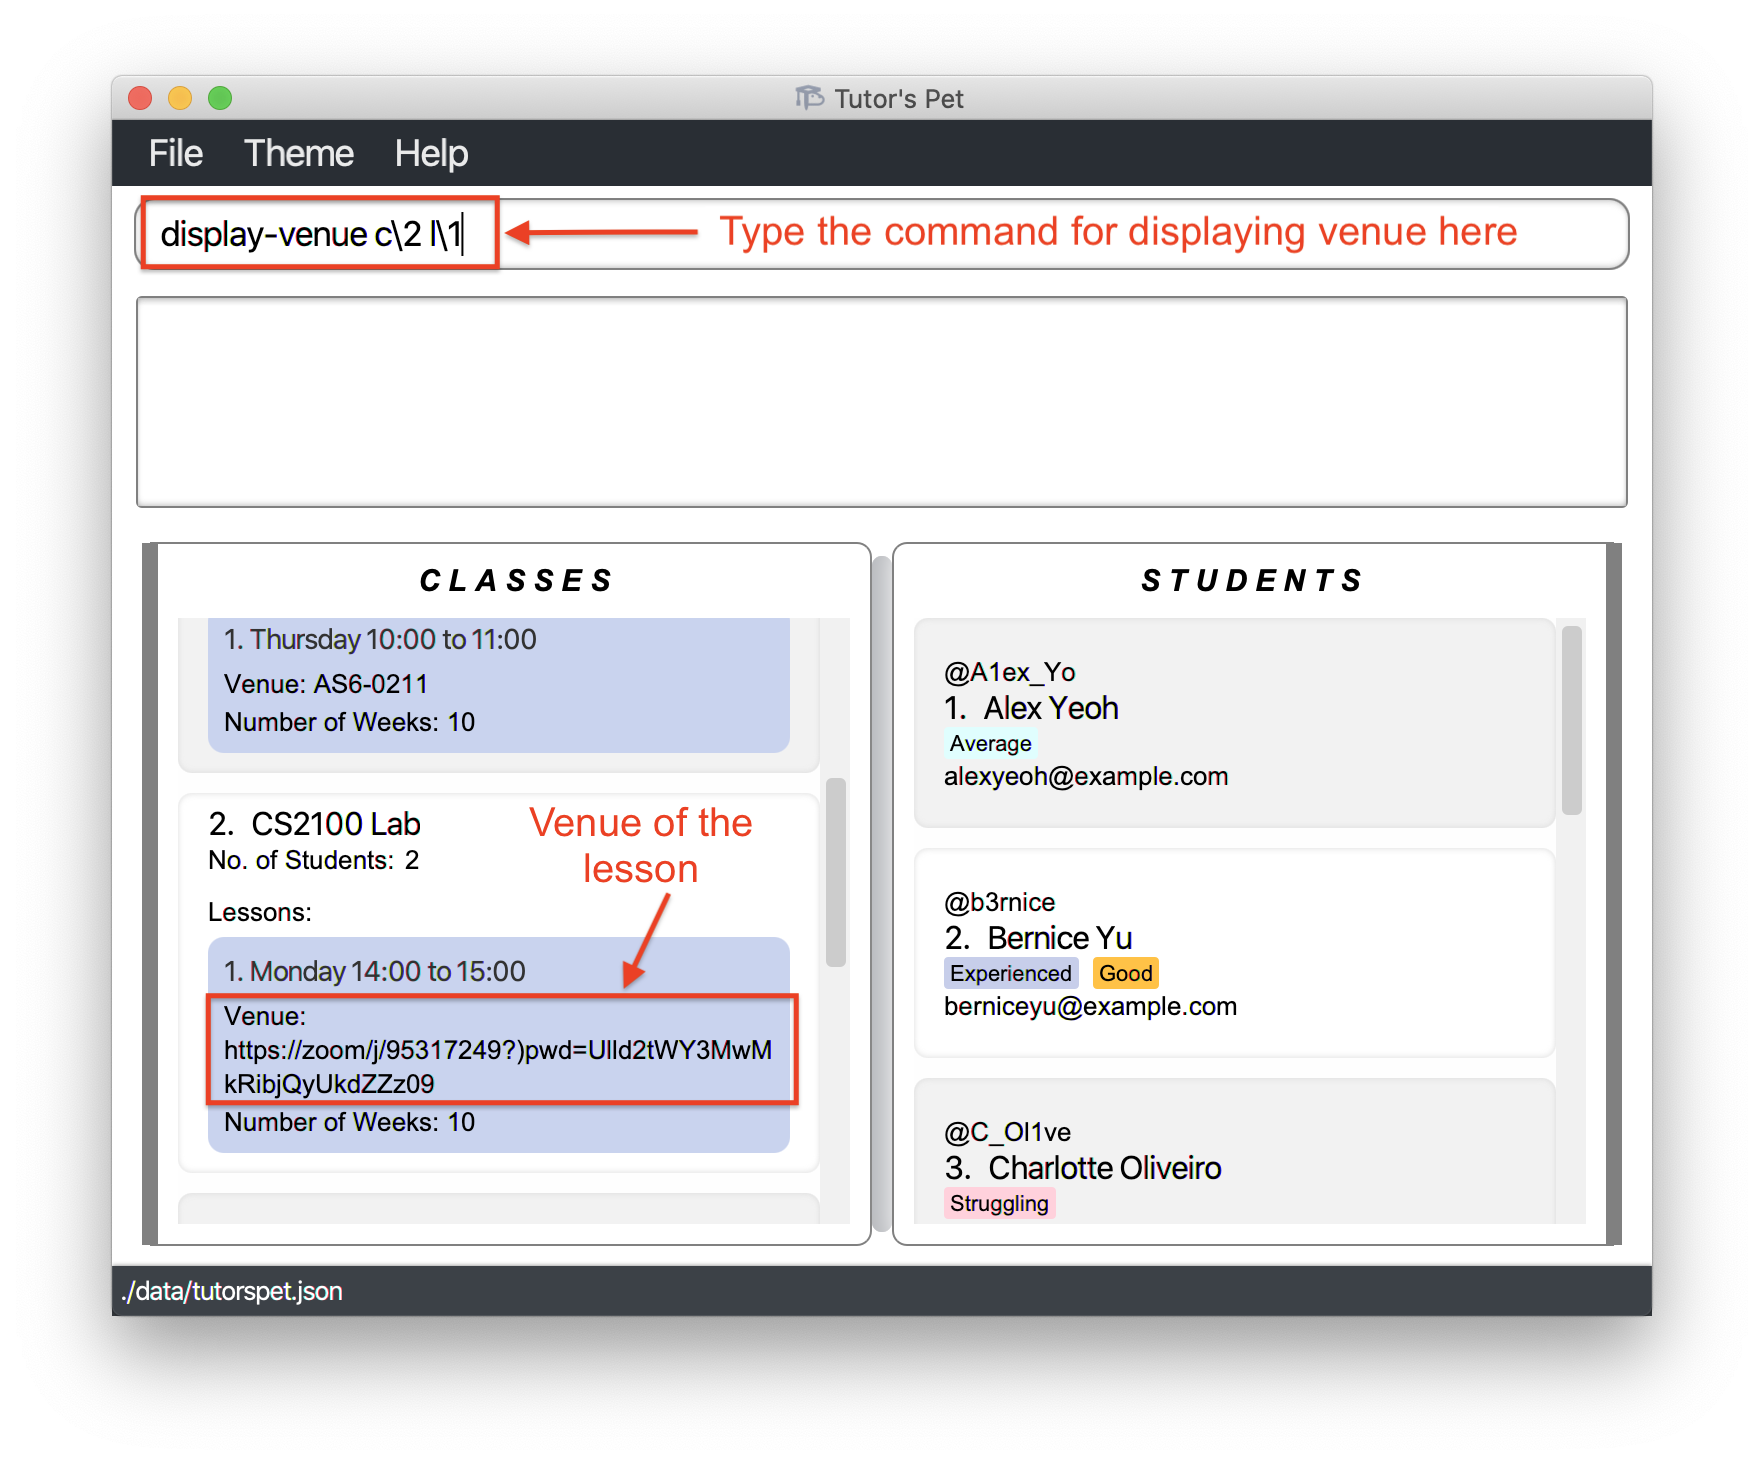 Tutor's Pet
File Theme Help
display-venue c\2 l\1
Type the command for displaying venue here
CLASSES
1. Thursday 10:00 to 11:00
Venue: AS6-0211
Number of Weeks: 10
2. CS2100 Lab
No. of Students: 2
Venue of the
lesson
Lessons:
1. Monday 14:00 to 15:00
Venue:
https://zoom/j/95317249?)pwd=Ulld2tWY3MwM
kRibjQyUkdZZz09
Number of Weeks: 10
STUDENTS
@A1ex_Yo
1. Alex Yeoh
Average
alexyeoh@example.com
@b3rnice
2. Bernice Yu
Experienced Good
berniceyu@example.com
@C_Ol1ve
3. Charlotte Oliveiro
Struggling
./data/tutorspet.json